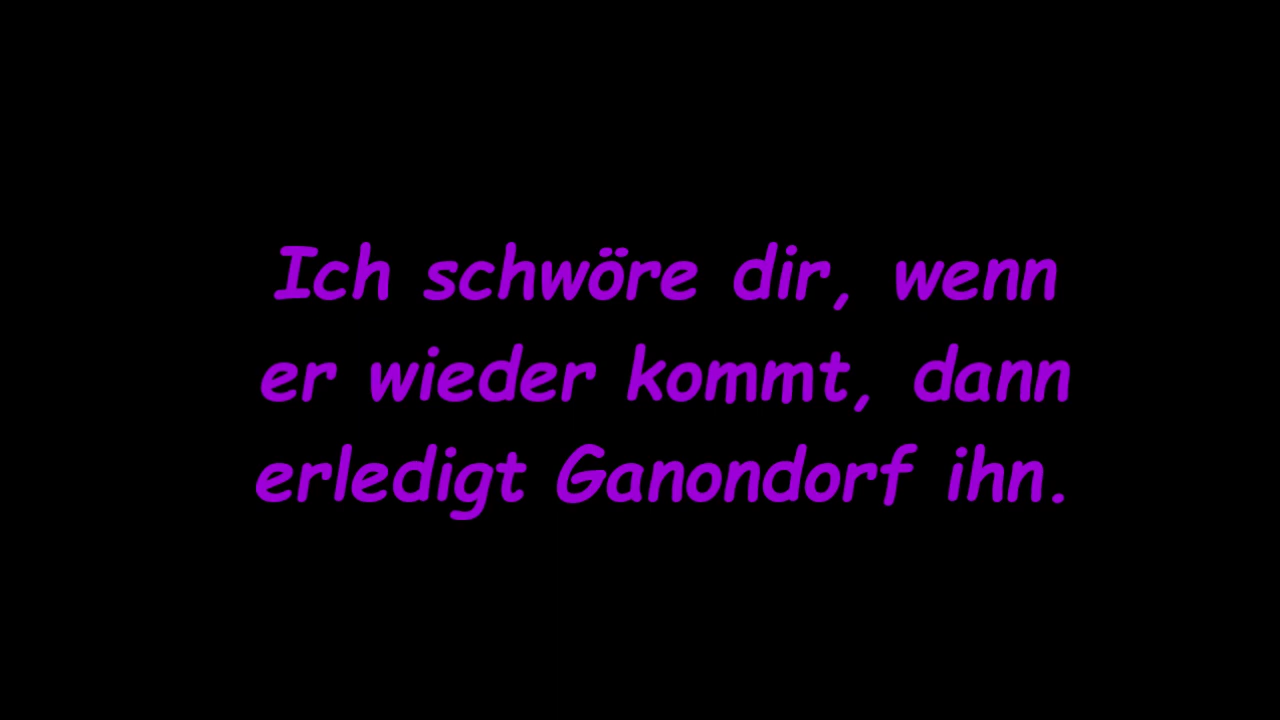 Ich schwöre dir, wenn
er wieder kommt, dann
erledigt Ganondorf ihn.